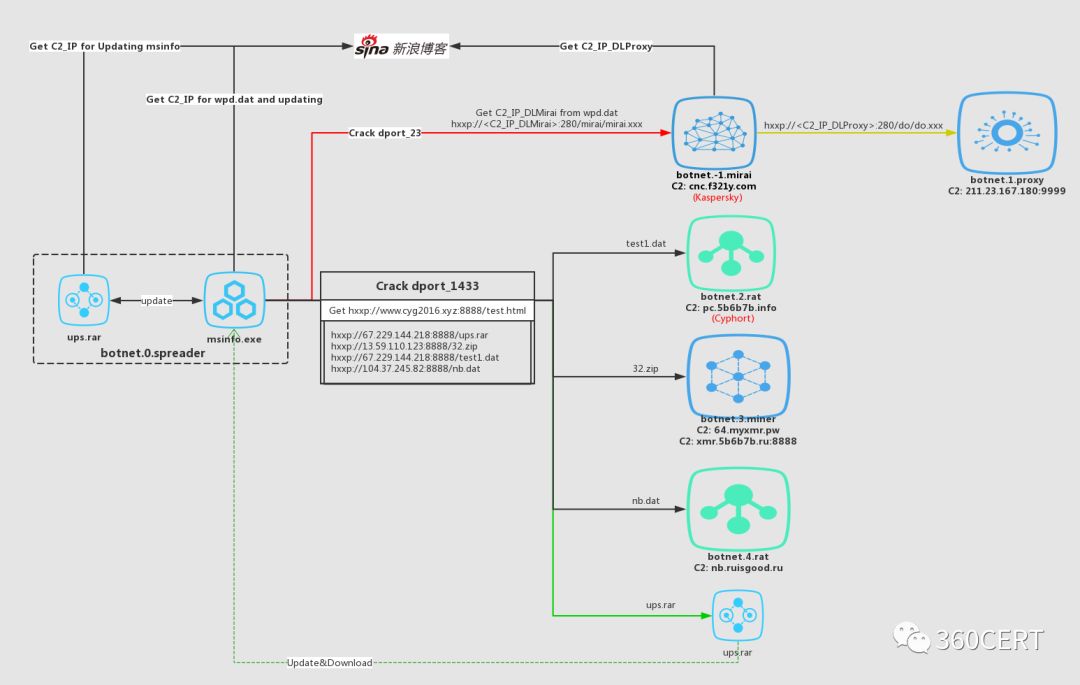 Get C2_IP for Updating msinfo
sina 新浪博客
Get C2_IP_DLProxy
Get C2_IP for wpd.dat and updating
Crack dport_23
Get C2_IP_DLMirai from wpd.dat
hxxp://<C2_IP_DLMirai>:280/mirai/mirai.xxx
hxxp://<C2_IP_DLProxy>:280/do/do.xxx
botnet.-1.mirai
C2: cnc.f321y.com
(Kaspersky)
botnet.1.proxy
C2: 211.23.167.180:9999
test1.dat
botnet.2.rat
C2: pc.5b6b7b.info
(Cyphort)
update
ups.rar
msinfo.exe
botnet.0.spreader
Crack dport_1433
Get hxxp://www.cyg2016.xyz:8888/test.html
hxxp://67.229.144.218:8888/ups.rar
hxxp://13.59.110.123:8888/32.zip
hxxp://67.229.144.218:8888/test1.dat
hxxp://104.37.245.82:8888/nb.dat
32.zip
botnet.3.miner
C2: 64.myxmr.pw
C2: xmr.5b6b7b.ru:8888
nb.dat
botnet.4.rat
C2: nb.ruisgood.ru
ups.rar
ups.rar
Update&Download
360CERT